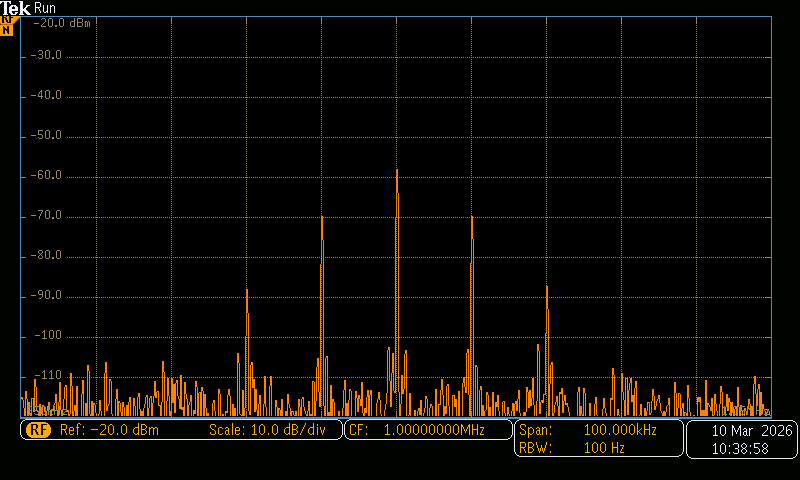 Tek Run
RF
N
-20.0 dBm
-30.0
-40.0
-50.0
-60.0
-70.0
-80.0
-90.0
-100
-110
RF Ref: -20.0 dBm Scale: 10.0 dB/div CF: 1.00000000MHz Span: 100.000kHz 10 Mar 2026
RBW: 100 Hz 10:38:58